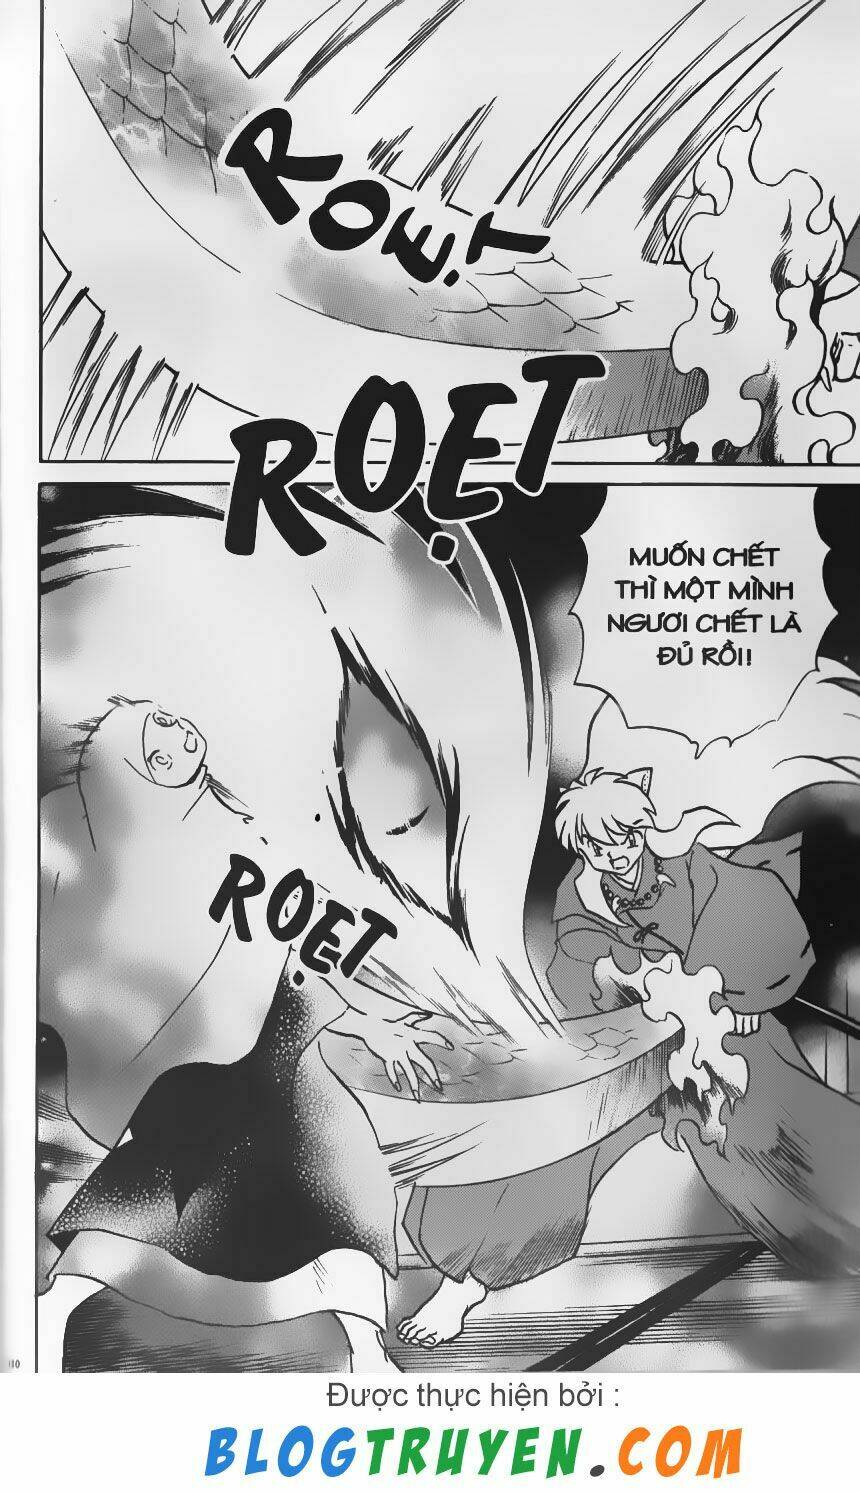 ROẸT
ROẸT
MUỐN CHẾT
THÌ MỘT MÌNH
NGƯƠI CHẾT LÀ
ĐỦ RỒI!
ROẸT
010
Được thực hiện bởi :
BLOGTRUYEN.COM